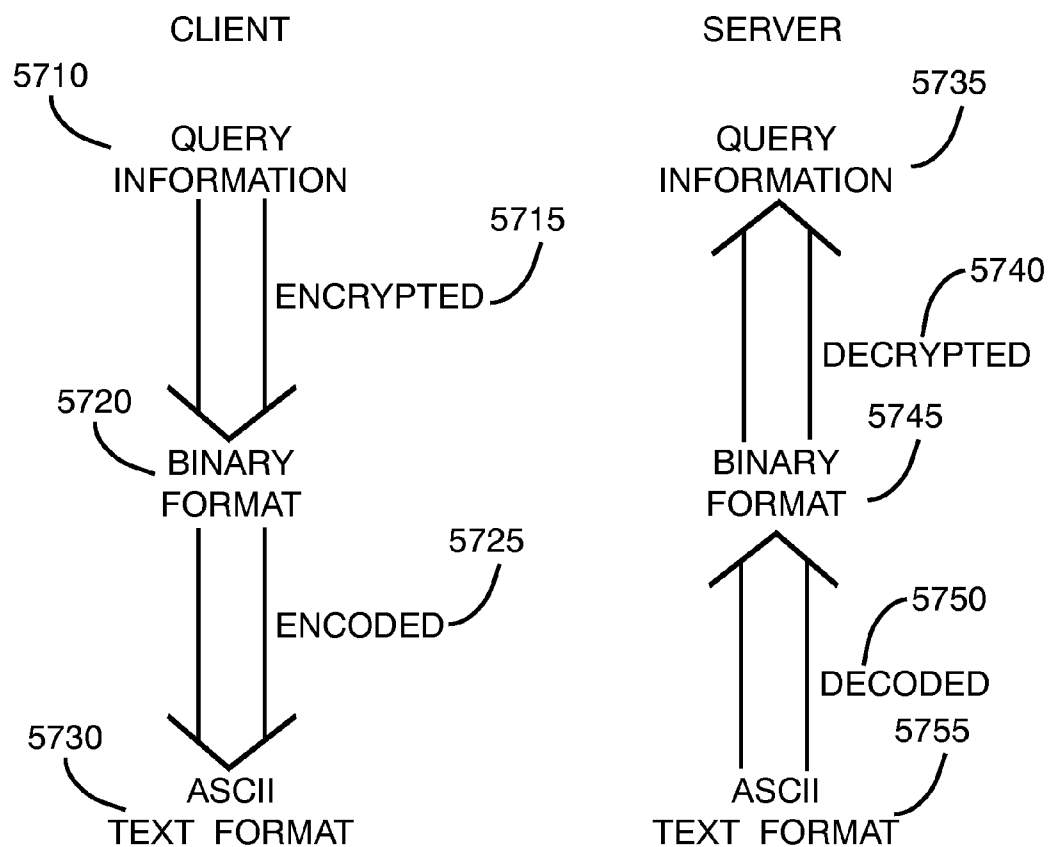 CLIENT
5710
QUERY
INFORMATION
5715
ENCRYPTED
5720
BINARY
FORMAT
5725
ENCODED
5730
ASCII
TEXT FORMAT
SERVER
5735
QUERY
INFORMATION
5740
DECRYPTED
5745
BINARY
FORMAT
5750
DECODED
5755
ASCII
TEXT FORMAT